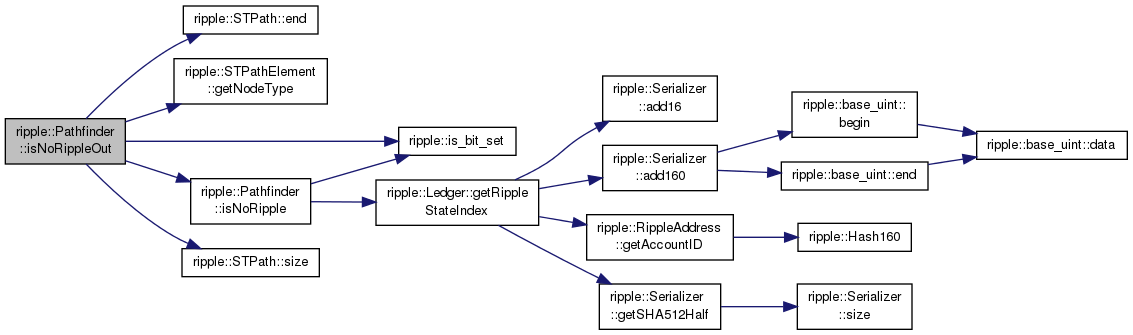 ripple::Pathfinder
::isNoRippleOut
ripple::STPath::end
ripple::STPathElement
::getNodeType
ripple::is_bit_set
ripple::Pathfinder
::isNoRipple
ripple::STPath::size
ripple::Ledger::getRipple
StateIndex
ripple::Serializer
::add16
ripple::Serializer
::add160
ripple::RippleAddress
::getAccountID
ripple::Serializer
::getSHA512Half
ripple::base_uint::
begin
ripple::base_uint::end
ripple::base_uint::data
ripple::Hash160
ripple::Serializer
::size